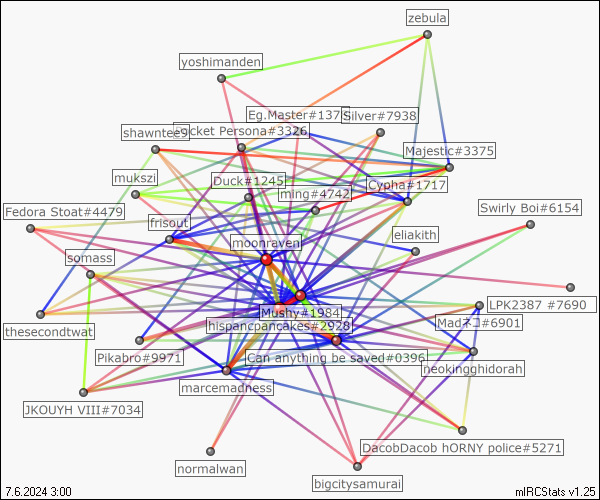 zebula
yoshimanden
Eg.Master#137
Silver#7938
Pocket Persona#3326
shawntee9
Majestic#3375
mukszi
Duck#1245
ming#4742
Cypha#1717
Fedora Stoat#4479
Swirly Boi#6154
frisout
moonraven
eliakith
somass
LPK2387 #7690
Mushy#1984
Madネコ#6901
hispancpancakes#2928
thesecondtwat
Pikabro#9971
Can anything be saved#0396
neokingghidorah
marcemadness
JKOUYH VIII#7034
DacobDacob hORNY police#5271
normalwan
bigcitysamurai
7.6.2024 3:00
mIRCStats v1.25